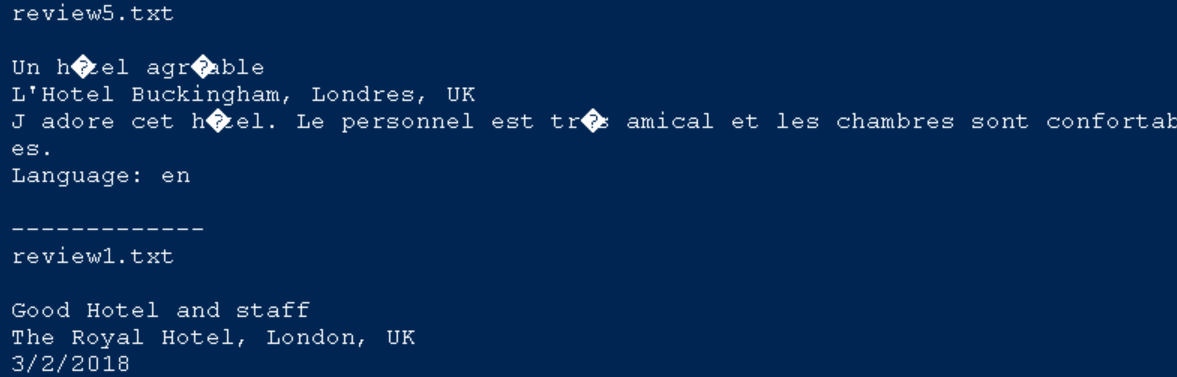 review5.txt
Un h�tel agr�able
L'Hotel Buckingham, Londres, UK
J adore cet h�tel. Le personnel est tr�s amical et les chambres sont confortab
es.
Language: en
-------------
review1.txt
Good Hotel and staff
The Royal Hotel, London, UK
3/2/2018